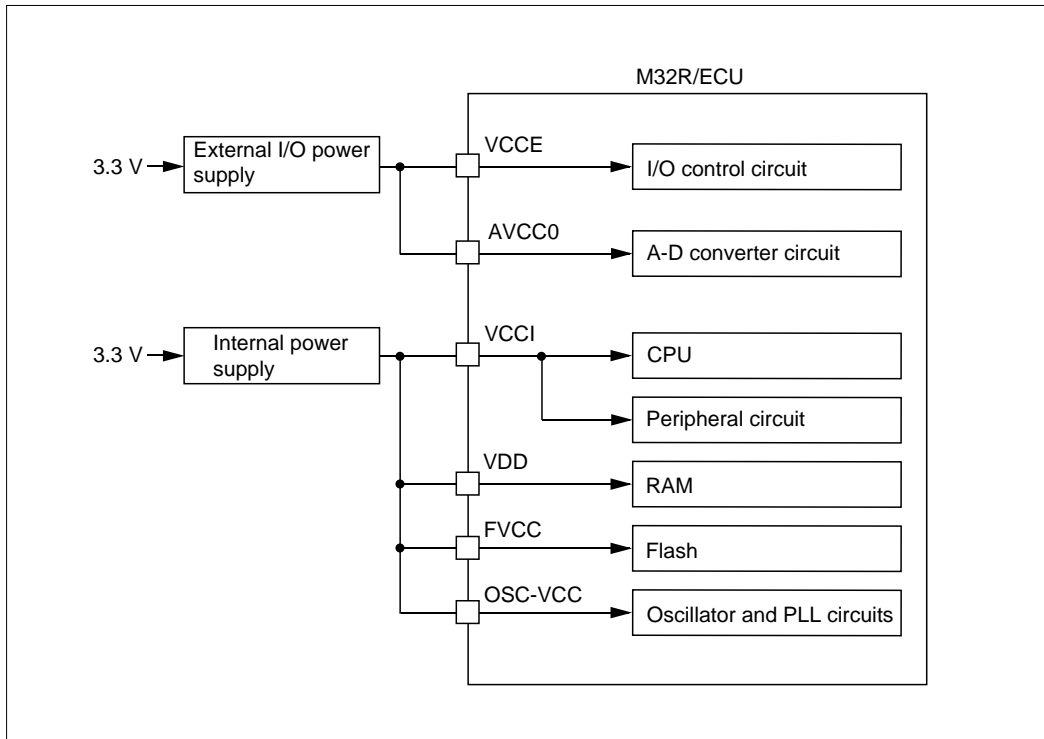 M32R/ECU
3.3 V
External I/O power
supply
VCCE
I/O control circuit
AVCC0
A-D converter circuit
3.3 V
Internal power
supply
VCCI
CPU
Peripheral circuit
VDD
RAM
FVCC
Flash
OSC-VCC
Oscillator and PLL circuits